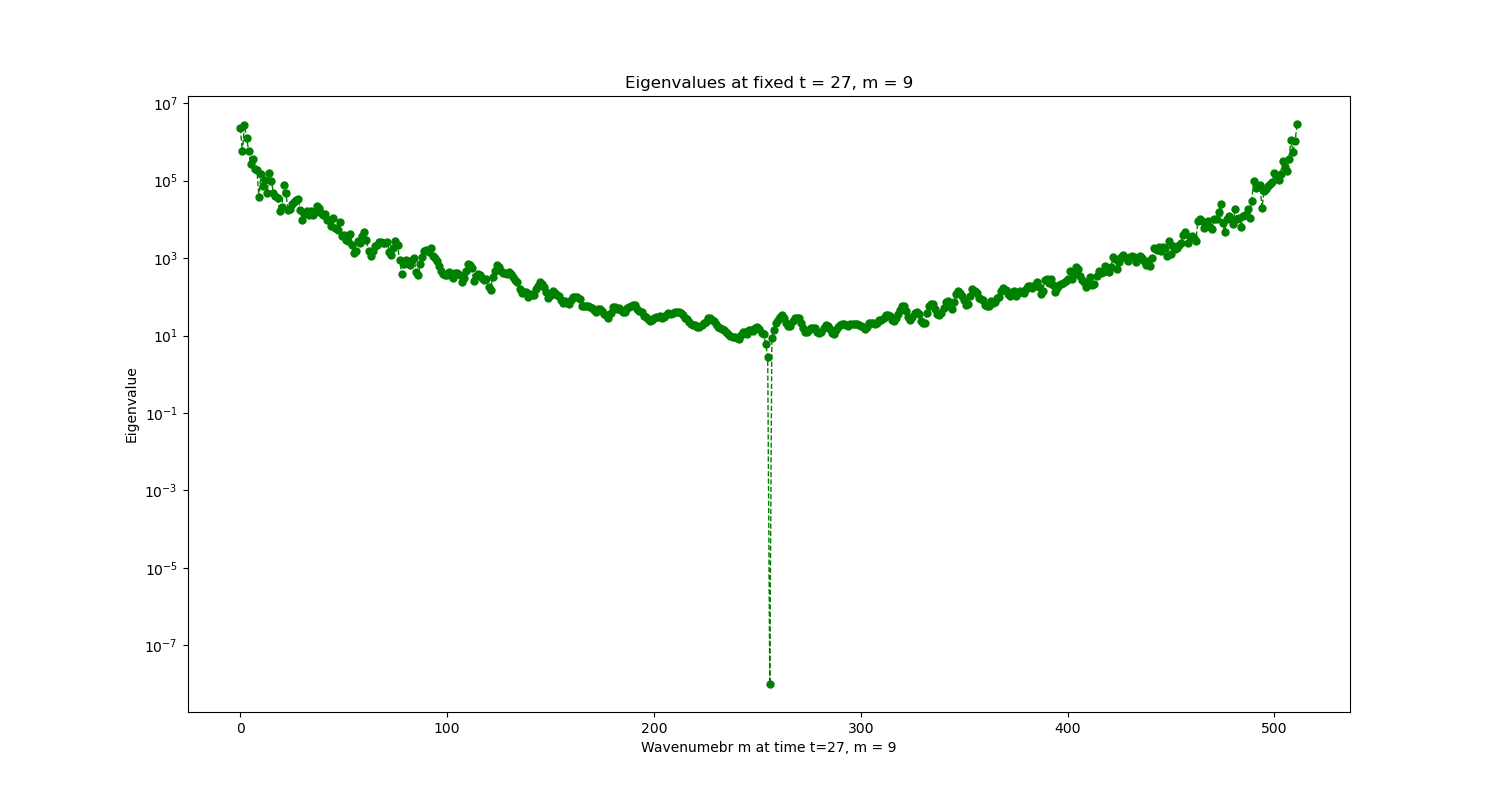 Eigenvalues at fixed t = 27, m = 9
10^7
10^5
10^3
10^1
10^-1
10^-3
10^-5
10^-7
Eigenvalue
0 100 200 300 400 500
Wavenumebr m at time t=27, m = 9